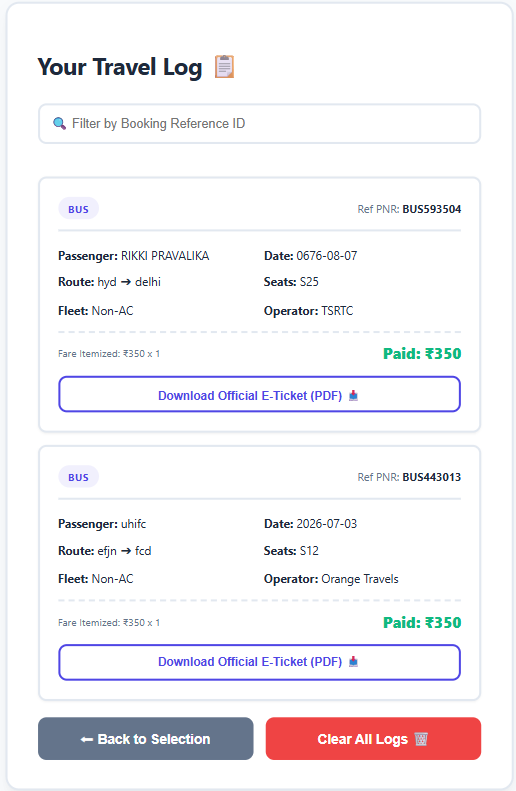 Your Travel Log 📋
🔍 Filter by Booking Reference ID
BUS Ref PNR: BUS593504
Passenger: RIKKI PRAVALIKA Date: 0676-08-07
Route: hyd ➔ delhi Seats: S25
Fleet: Non-AC Operator: TSRTC
Fare Itemized: ₹350 x 1 Paid: ₹350
Download Official E-Ticket (PDF) 📥
BUS Ref PNR: BUS443013
Passenger: uhifc Date: 2026-07-03
Route: efjn ➔ fcd Seats: S12
Fleet: Non-AC Operator: Orange Travels
Fare Itemized: ₹350 x 1 Paid: ₹350
Download Official E-Ticket (PDF) 📥
⬅ Back to Selection Clear All Logs 🗑️